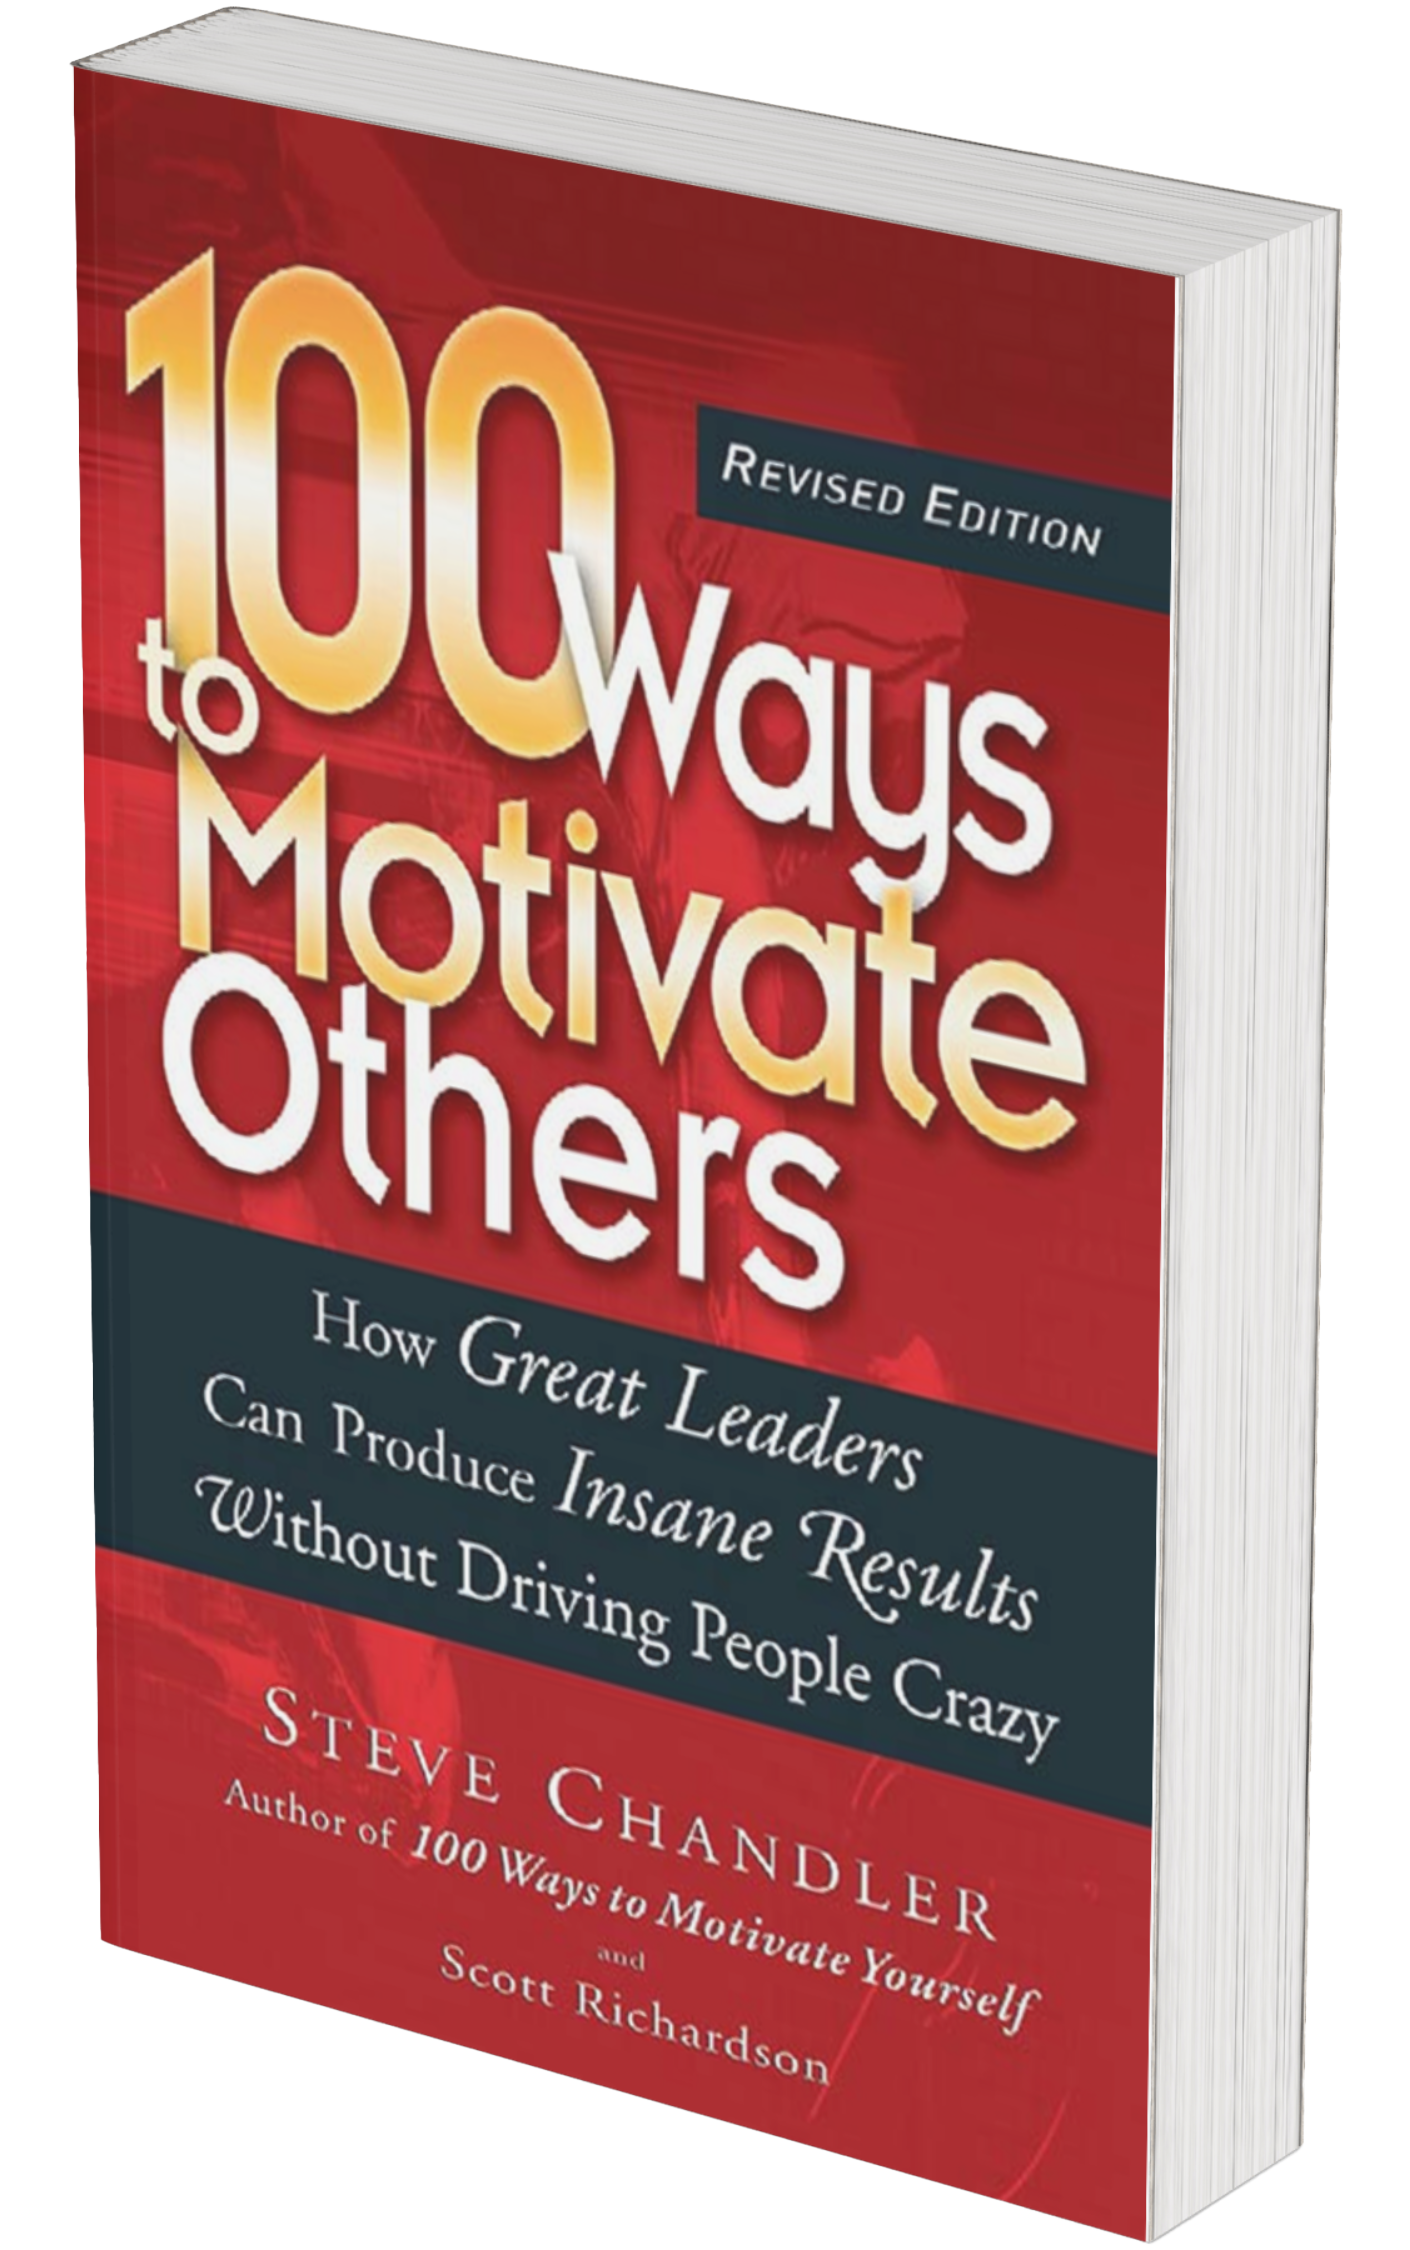 REVISED EDITION
100 Ways
to
Motivate
Others
How Great Leaders
Can Produce Insane Results
Without Driving People Crazy
STEVE CHANDLER
Author of 100 Ways to Motivate Yourself
and
Scott Richardson